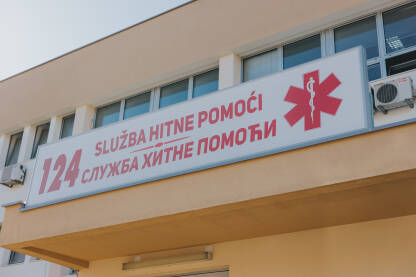 124
SLUŽBA HITNE POMOĆI
СЛУЖБА ХИТНЕ ПОМОЋИ